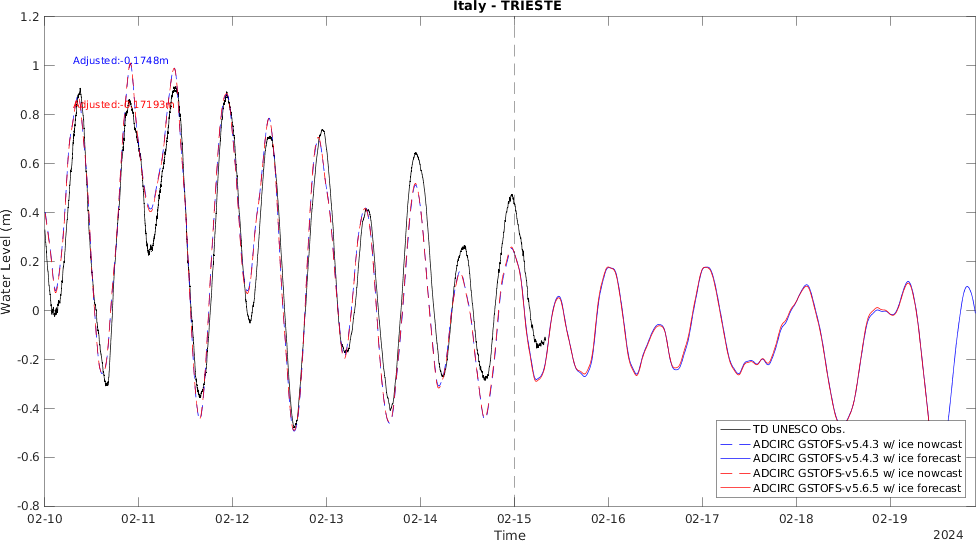 Italy - TRIESTE
Water Level (m)
1.2
1
0.8
0.6
0.4
0.2
0
-0.2
-0.4
-0.6
-0.8
Adjusted:-0.1748m
Adjusted:-0.17193m
TD UNESCO Obs.
ADCIRC GSTOFS-v5.4.3 w/ ice nowcast
ADCIRC GSTOFS-v5.4.3 w/ ice forecast
ADCIRC GSTOFS-v5.6.5 w/ ice nowcast
ADCIRC GSTOFS-v5.6.5 w/ ice forecast
02-10 02-11 02-12 02-13 02-14 02-15 02-16 02-17 02-18 02-19
Time
2024